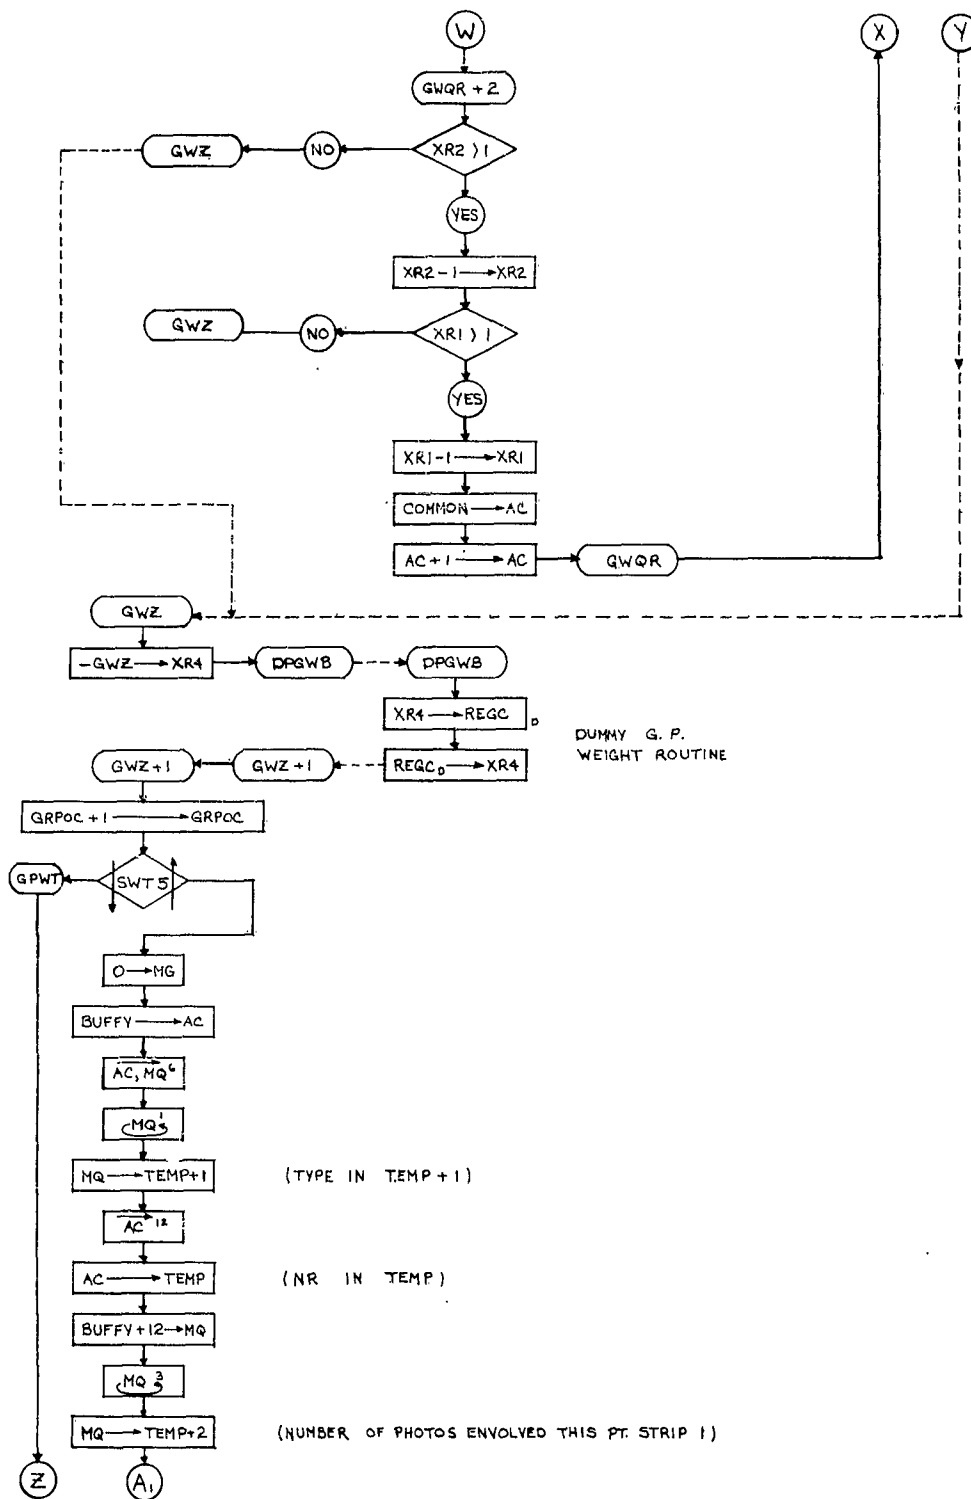 W
X
Y
GWQR + 2
XR2 > 1
NO
GWZ
YES
XR2-1 → XR2
XR1 > 1
NO
GWZ
YES
XR1-1 → XR1
COMMON → AC
AC+1 → AC
GWQR
GWZ
-GWZ → XR4
DPGWB
DPGWB
XR4 → REGC D
DUMMY G. P.
WEIGHT ROUTINE
REGC D → XR4
GWZ+1
GWZ+1
GRPOC+1 → GRPOC
SWT 5
GPWT
O → MG
BUFFY → AC
AC, MQ 6
MQ 1
MQ → TEMP+1
(TYPE IN TEMP+1)
AC 12
AC → TEMP
(NR IN TEMP)
BUFFY+12 → MQ
MQ 3
MQ → TEMP+2
(NUMBER OF PHOTOS ENVOLVED THIS PT. STRIP 1)
Z
A1